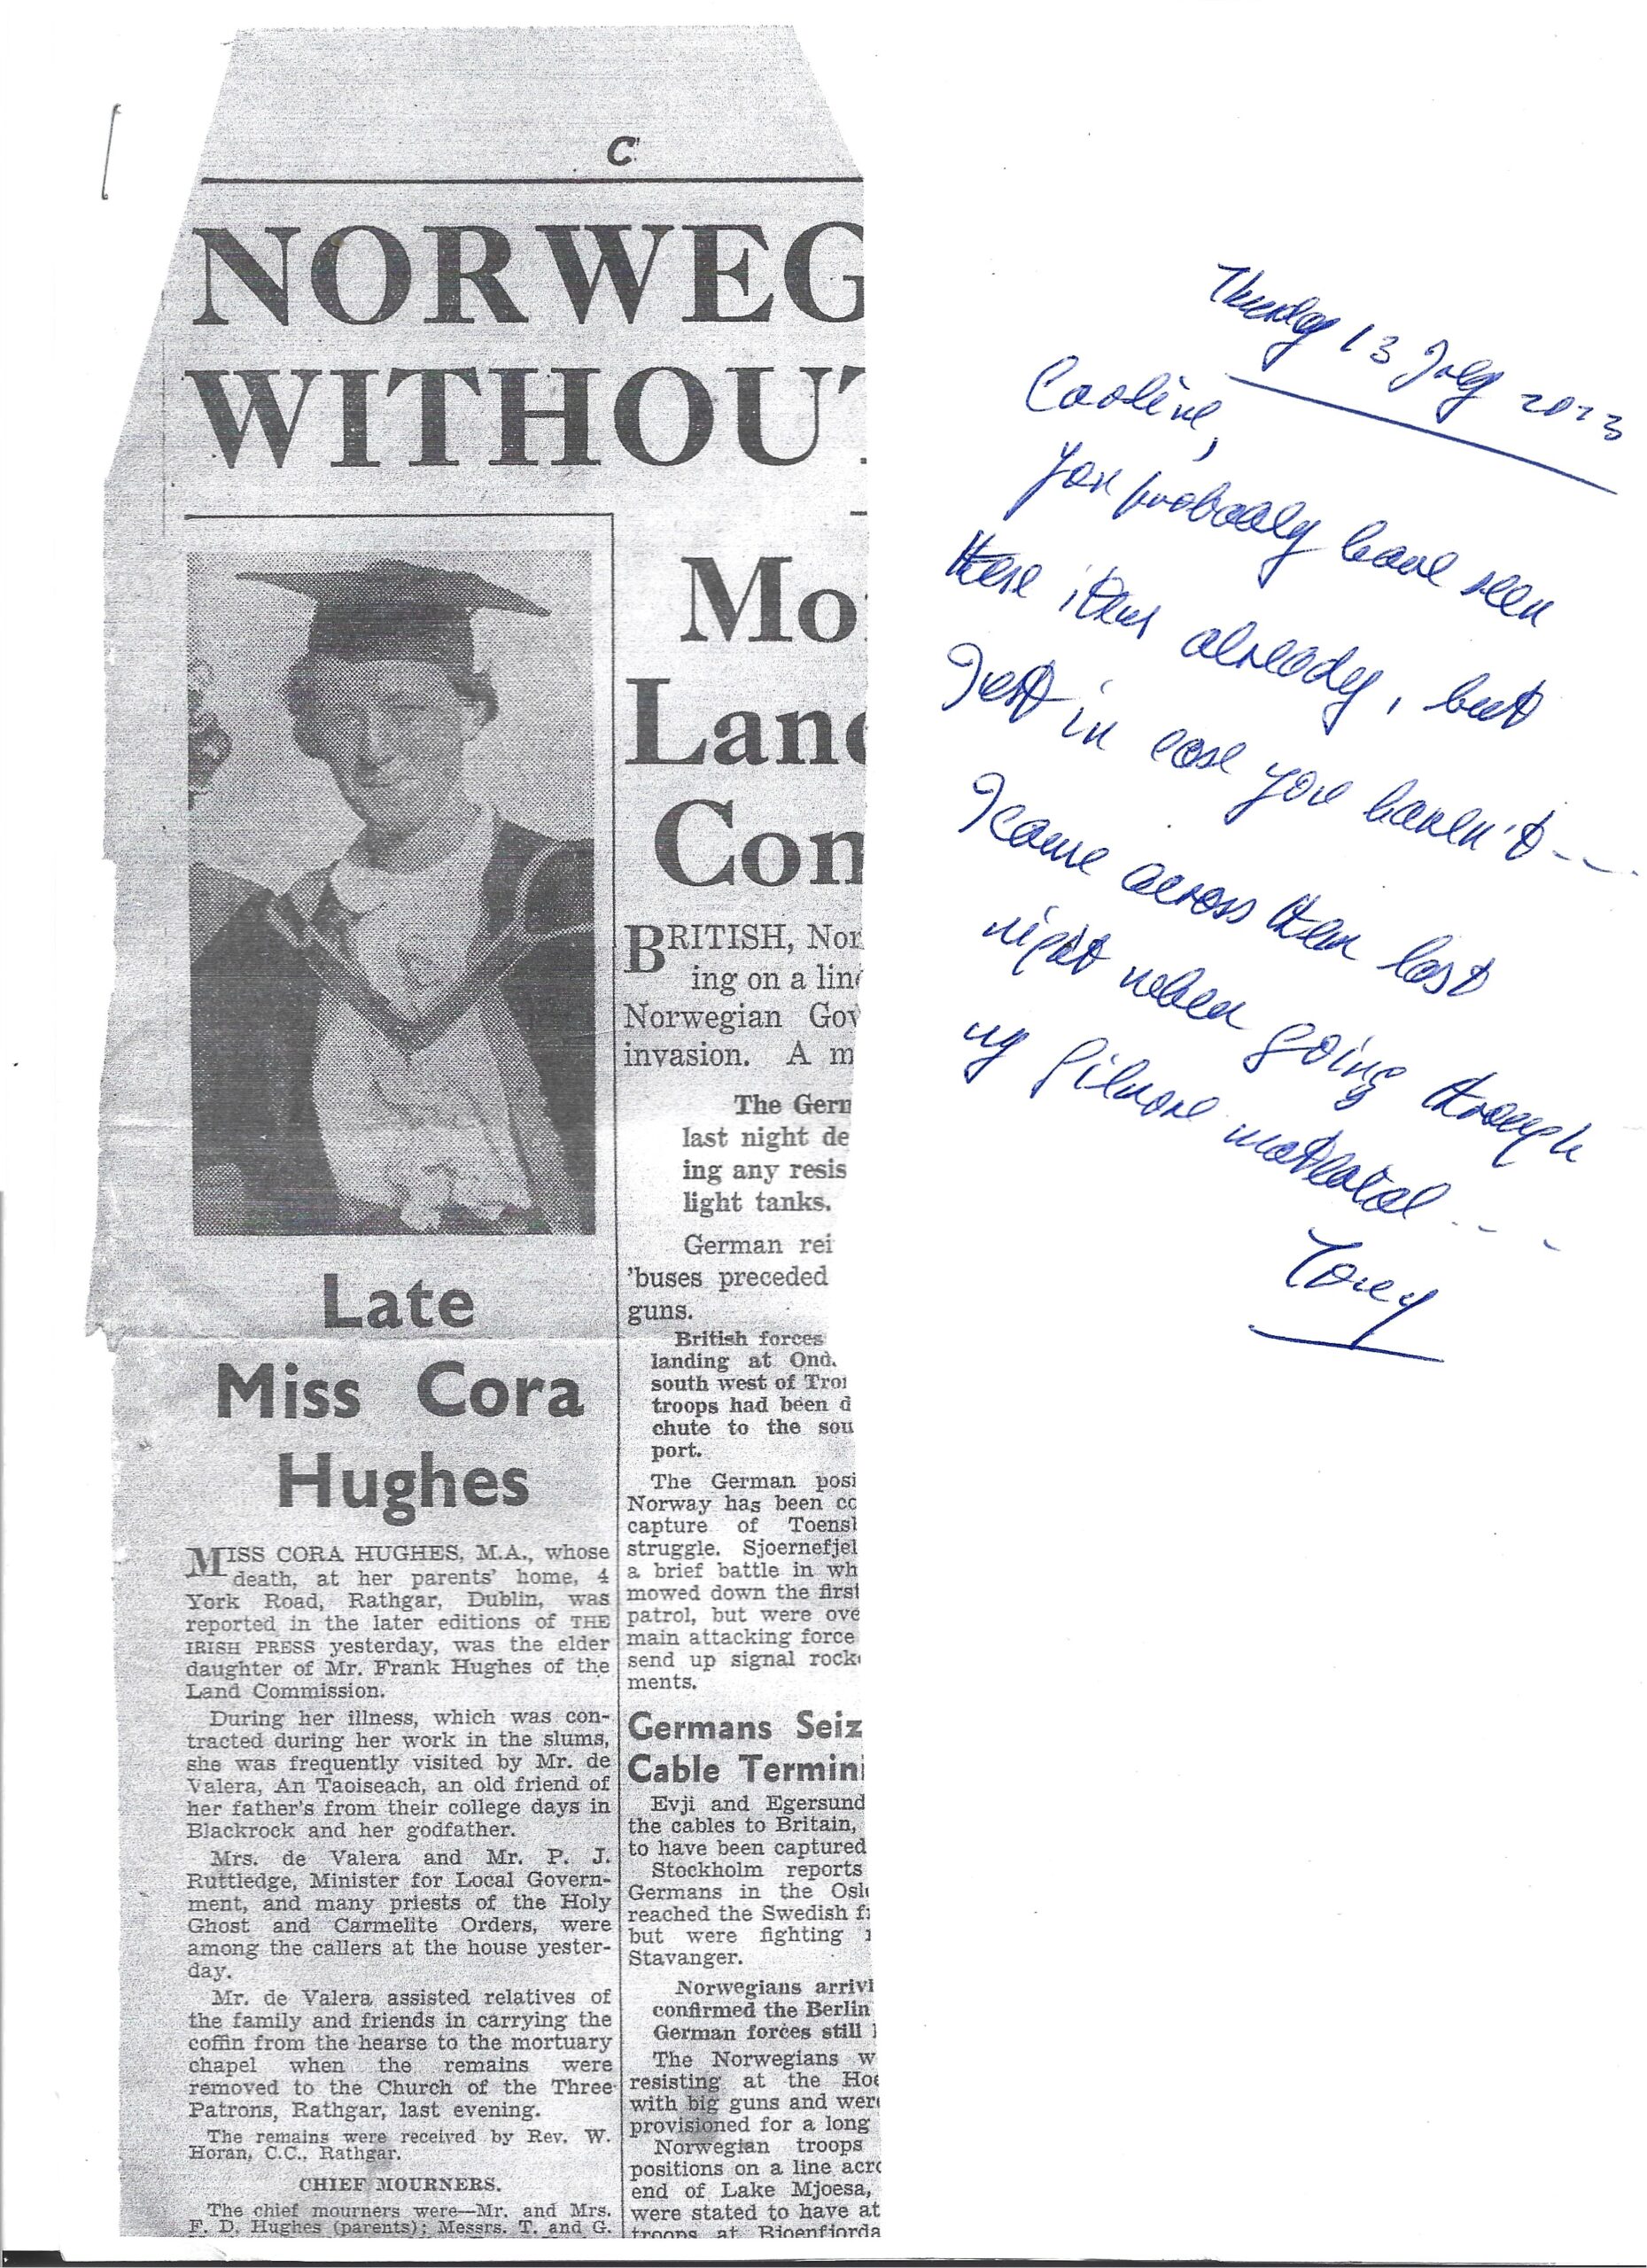 C
NORWEG
WITHOUT
Late
Miss Cora
Hughes
MISS CORA HUGHES, M.A., whose
death, at her parents' home, 4
York Road, Rathgar, Dublin, was
reported in the later editions of THE
IRISH PRESS yesterday, was the elder
daughter of Mr. Frank Hughes of the
Land Commission.
During her illness, which was con-
tracted during her work in the slums,
she was frequently visited by Mr. de
Valera, An Taoiseach, an old friend of
her father's from their college days in
Blackrock and her godfather.
Mrs. de Valera and Mr. P. J.
Ruttledge, Minister for Local Govern-
ment, and many priests of the Holy
Ghost and Carmelite Orders, were
among the callers at the house yester-
day.
Mr. de Valera assisted relatives of
the family and friends in carrying the
coffin from the hearse to the mortuary
chapel when the remains were
removed to the Church of the Three
Patrons, Rathgar, last evening.
The remains were received by Rev. W.
Horan, C.C., Rathgar.
CHIEF MOURNERS.
The chief mourners were—Mr. and Mrs.
F. D. Hughes (parents); Messrs. T. and G.
Mo
Lan
Con
BRITISH, Nor
ing on a lin
Norwegian Gov
invasion. A m
The Germ
last night de
ing any resis
light tanks.
German rei
'buses preceded
guns.
British forces
landing at Ond.
south west of Tro
troops had been d
chute to the sou
port.
The German posi
Norway has been cc
capture of Toens
struggle. Sjoernefjel
a brief battle in wh
mowed down the first
patrol, but were ove
main attacking force
send up signal rock
ments.
Germans Seiz
Cable Termin
Evji and Egersund
the cables to Britain,
to have been captured
Stockholm reports
Germans in the Osl
reached the Swedish f
but were fighting
Stavanger.
Norwegians arriv
confirmed the Berlin
German forces still
The Norwegians w
resisting at the Ho
with big guns and wer
provisioned for a long
Norwegian troops
positions on a line acr
end of Lake Mjoesa,
were stated to have at
troops at Bjoenfjorda
Thursday 13 July 2023
Caoline,
You probably have seen
these items already, but
Just in case you haven't---
I came across them last
night when going through
my Gilmore material---
Tony